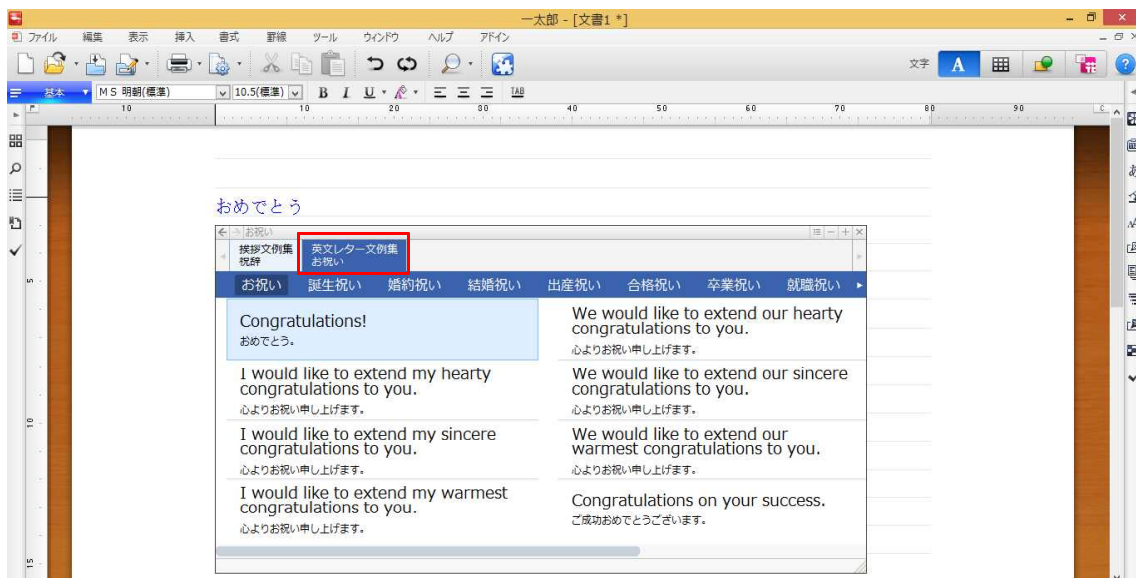 一太郎 - [文書1 *]
ファイル 編集 表示 挿入 書式 罫線 ツール ウィンドウ ヘルプ アドイン
文字 A
基本 MS 明朝(標準) 10.5(標準) B I U TAB
10 10 20 30 40 50 60 70 80 90
おめでとう
お祝い
挨拶文例集
祝辞
英文レター文例集
お祝い
お祝い 誕生祝い 婚約祝い 結婚祝い 出産祝い 合格祝い 卒業祝い 就職祝い
Congratulations!
おめでとう。
We would like to extend our hearty
congratulations to you.
心よりお祝い申し上げます。
I would like to extend my hearty
congratulations to you.
心よりお祝い申し上げます。
We would like to extend our sincere
congratulations to you.
心よりお祝い申し上げます。
I would like to extend my sincere
congratulations to you.
心よりお祝い申し上げます。
We would like to extend our
warmest congratulations to you.
心よりお祝い申し上げます。
I would like to extend my warmest
congratulations to you.
心よりお祝い申し上げます。
Congratulations on your success.
ご成功おめでとうございます。
5
10
15